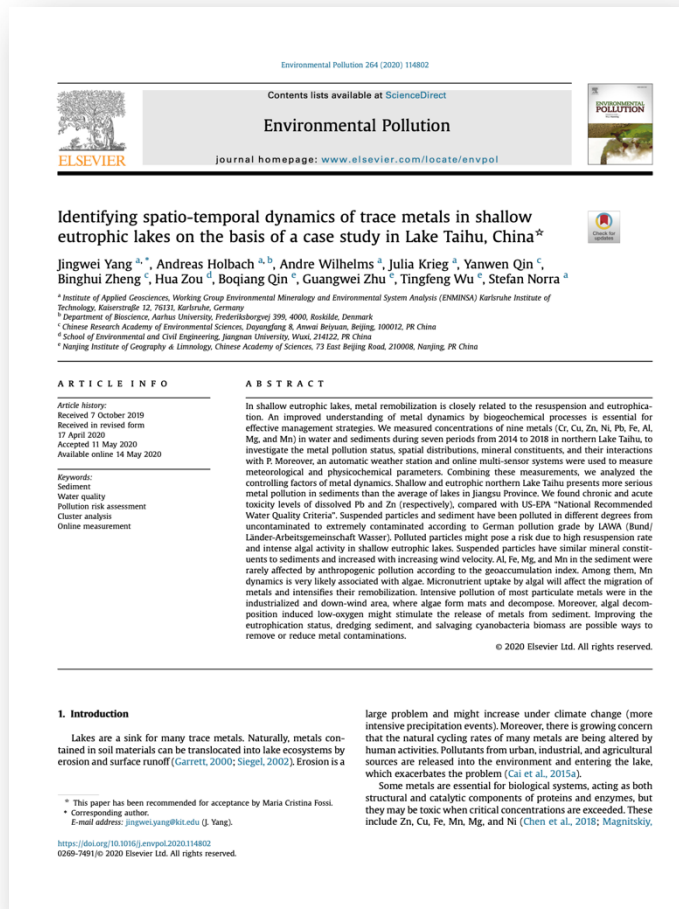 Environmental Pollution 264 (2020) 114802
Contents lists available at ScienceDirect
Environmental Pollution
journal homepage: www.elsevier.com/locate/envpol
ELSEVIER
ENVIRONMENTAL
POLLUTION
Identifying spatio-temporal dynamics of trace metals in shallow
eutrophic lakes on the basis of a case study in Lake Taihu, China☆
Check for
updates
Jingwei Yang a, *, Andreas Holbach a, b, Andre Wilhelms a, Julia Krieg a, Yanwen Qin c,
Binghui Zheng c, Hua Zou d, Boqiang Qin e, Guangwei Zhu e, Tingfeng Wu e, Stefan Norra a
a Institute of Applied Geosciences, Working Group Environmental Mineralogy and Environmental System Analysis (ENMINSA) Karlsruhe Institute of
Technology, Kaiserstraße 12, 76131, Karlsruhe, Germany
b Department of Bioscience, Aarhus University, Frederiksborgvej 399, 4000, Roskilde, Denmark
c Chinese Research Academy of Environmental Sciences, Dayangfang 8, Anwai Beiyuan, Beijing, 100012, PR China
d School of Environmental and Civil Engineering, Jiangnan University, Wuxi, 214122, PR China
e Nanjing Institute of Geography & Limnology, Chinese Academy of Sciences, 73 East Beijing Road, 210008, Nanjing, PR China
ARTICLE INFO
Article history:
Received 7 October 2019
Received in revised form
17 April 2020
Accepted 11 May 2020
Available online 14 May 2020
Keywords:
Sediment
Water quality
Pollution risk assessment
Cluster analysis
Online measurement
ABSTRACT
In shallow eutrophic lakes, metal remobilization is closely related to the resuspension and eutrophica-
tion. An improved understanding of metal dynamics by biogeochemical processes is essential for
effective management strategies. We measured concentrations of nine metals (Cr, Cu, Zn, Ni, Pb, Fe, Al,
Mg, and Mn) in water and sediments during seven periods from 2014 to 2018 in northern Lake Taihu, to
investigate the metal pollution status, spatial distributions, mineral constituents, and their interactions
with P. Moreover, an automatic weather station and online multi-sensor systems were used to measure
meteorological and physicochemical parameters. Combining these measurements, we analyzed the
controlling factors of metal dynamics. Shallow and eutrophic northern Lake Taihu presents more serious
metal pollution in sediments than the average of lakes in Jiangsu Province. We found chronic and acute
toxicity levels of dissolved Pb and Zn (respectively), compared with US-EPA "National Recommended
Water Quality Criteria". Suspended particles and sediment have been polluted in different degrees from
uncontaminated to extremely contaminated according to German pollution grade by LAWA (Bund/
Länder-Arbeitsgemeinschaft Wasser). Polluted particles might pose a risk due to high resuspension rate
and intense algal activity in shallow eutrophic lakes. Suspended particles have similar mineral constit-
uents to sediments and increased with increasing wind velocity. Al, Fe, Mg, and Mn in the sediment were
rarely affected by anthropogenic pollution according to the geoaccumulation index. Among them, Mn
dynamics is very likely associated with algae. Micronutrient uptake by algal will affect the migration of
metals and intensifies their remobilization. Intensive pollution of most particulate metals were in the
industrialized and down-wind area, where algae form mats and decompose. Moreover, algal decom-
position induced low-oxygen might stimulate the release of metals from sediment. Improving the
eutrophication status, dredging sediment, and salvaging cyanobacteria biomass are possible ways to
remove or reduce metal contaminations.
© 2020 Elsevier Ltd. All rights reserved.
1. Introduction
Lakes are a sink for many trace metals. Naturally, metals con-
tained in soil materials can be translocated into lake ecosystems by
erosion and surface runoff (Garrett, 2000; Siegel, 2002). Erosion is a
large problem and might increase under climate change (more
intensive precipitation events). Moreover, there is growing concern
that the natural cycling rates of many metals are being altered by
human activities. Pollutants from urban, industrial, and agricultural
sources are released into the environment and entering the lake,
which exacerbates the problem (Cai et al., 2015a).
Some metals are essential for biological systems, acting as both
structural and catalytic components of proteins and enzymes, but
they may be toxic when critical concentrations are exceeded. These
include Zn, Cu, Fe, Mn, Mg, and Ni (Chen et al., 2018; Magnitskiy,
☆ This paper has been recommended for acceptance by Maria Cristina Fossi.
* Corresponding author.
E-mail address: jingwei.yang@kit.edu (J. Yang).
https://doi.org/10.1016/j.envpol.2020.114802
0269-7491/© 2020 Elsevier Ltd. All rights reserved.